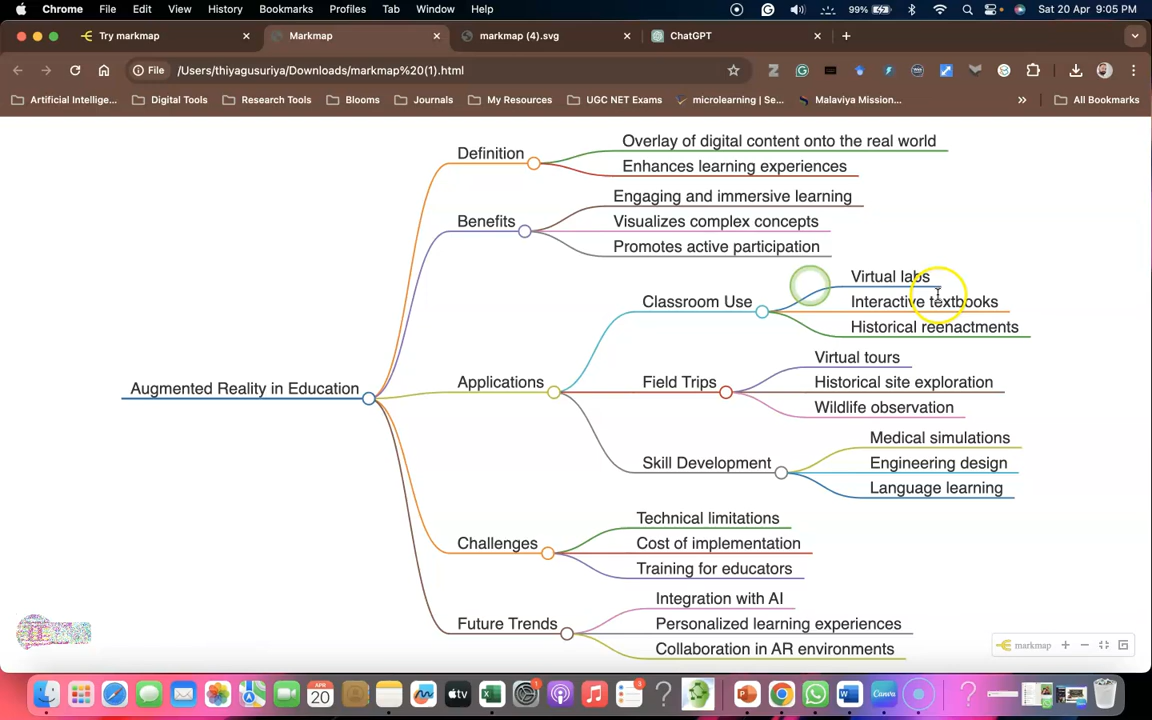 Chrome File Edit View History Bookmarks Profiles Tab Window Help 99% Sat 20 Apr 9:05 PM
Try markmap Markmap markmap (4).svg ChatGPT
File /Users/thiyagusuriya/Downloads/markmap%20(1).html
Artificial Intellige... Digital Tools Research Tools Blooms Journals My Resources UGC NET Exams microlearning | Se... Malaviya Mission... » All Bookmarks
Augmented Reality in Education
Definition
Overlay of digital content onto the real world
Enhances learning experiences
Benefits
Engaging and immersive learning
Visualizes complex concepts
Promotes active participation
Applications
Classroom Use
Virtual labs
Interactive textbooks
Historical reenactments
Field Trips
Virtual tours
Historical site exploration
Wildlife observation
Skill Development
Medical simulations
Engineering design
Language learning
Challenges
Technical limitations
Cost of implementation
Training for educators
Future Trends
Integration with AI
Personalized learning experiences
Collaboration in AR environments
markmap
APR
20
tv
Canva